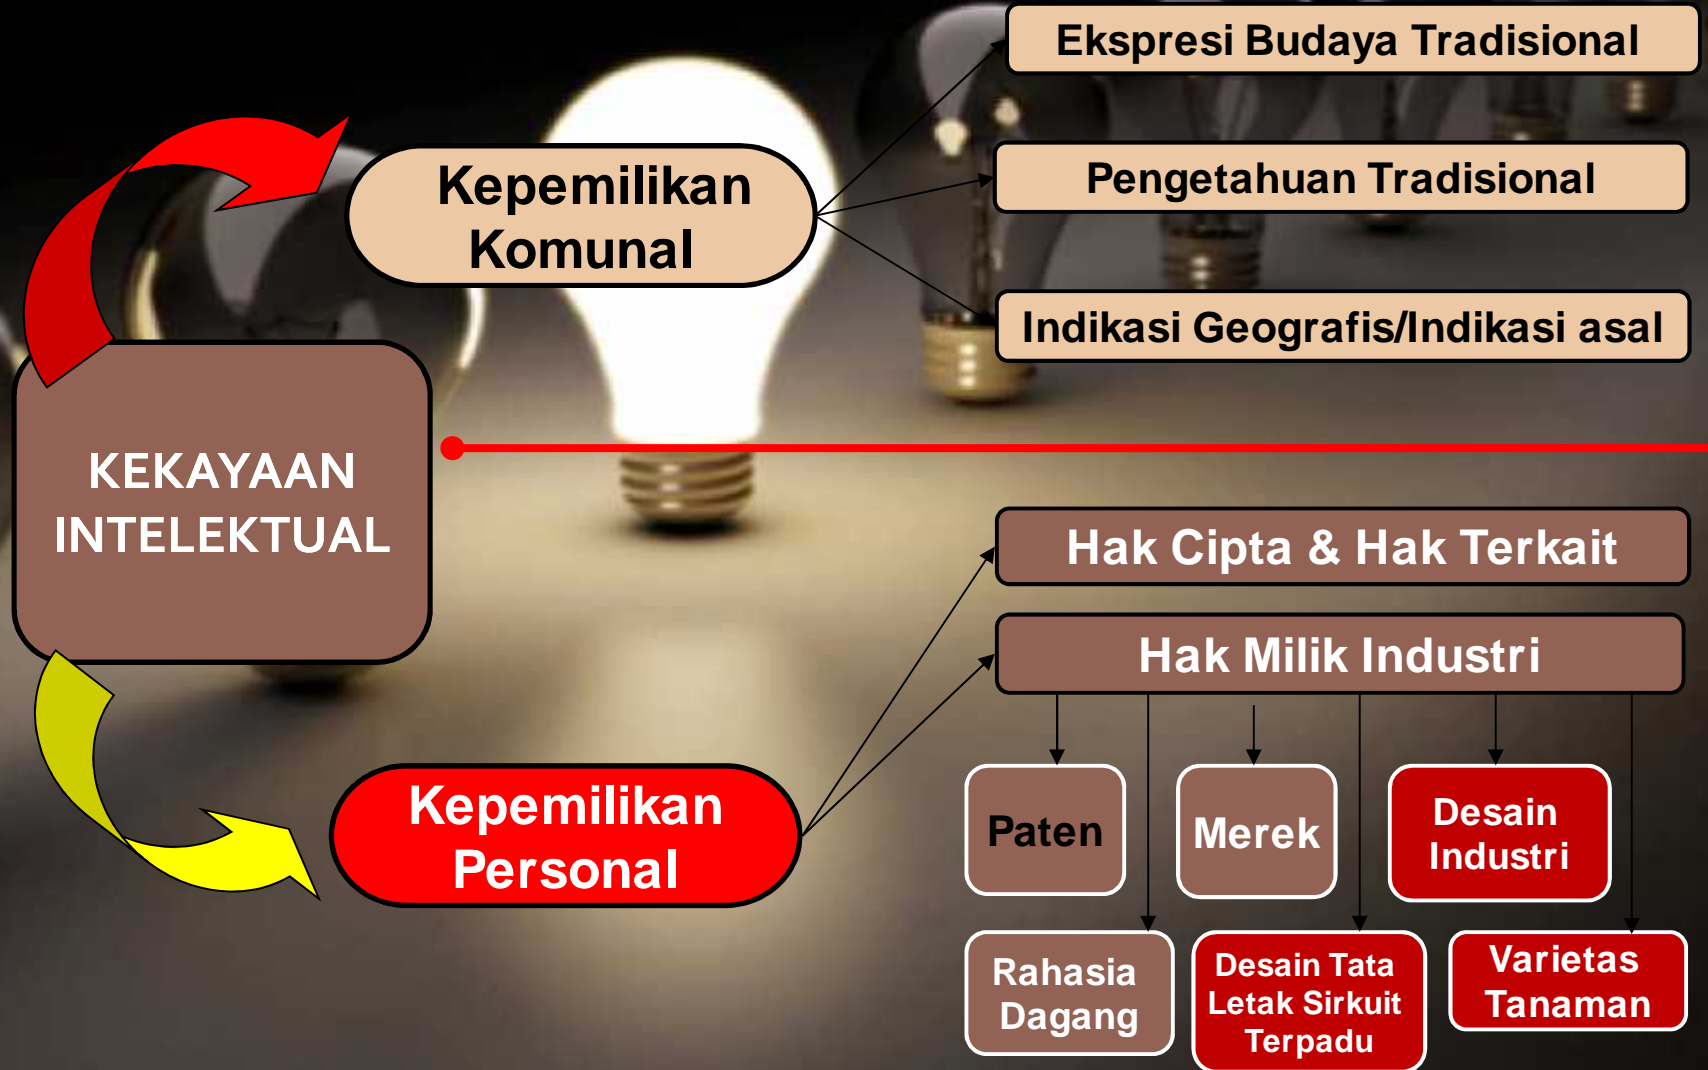 Ekspresi Budaya Tradisional
Kepemilikan
Komunal
Pengetahuan Tradisional
Indikasi Geografis/Indikasi asal
KEKAYAAN
INTELEKTUAL
Hak Cipta & Hak Terkait
Hak Milik Industri
Kepemilikan
Personal
Paten
Merek
Desain
Industri
Rahasia
Dagang
Desain Tata
Letak Sirkuit
Terpadu
Varietas
Tanaman